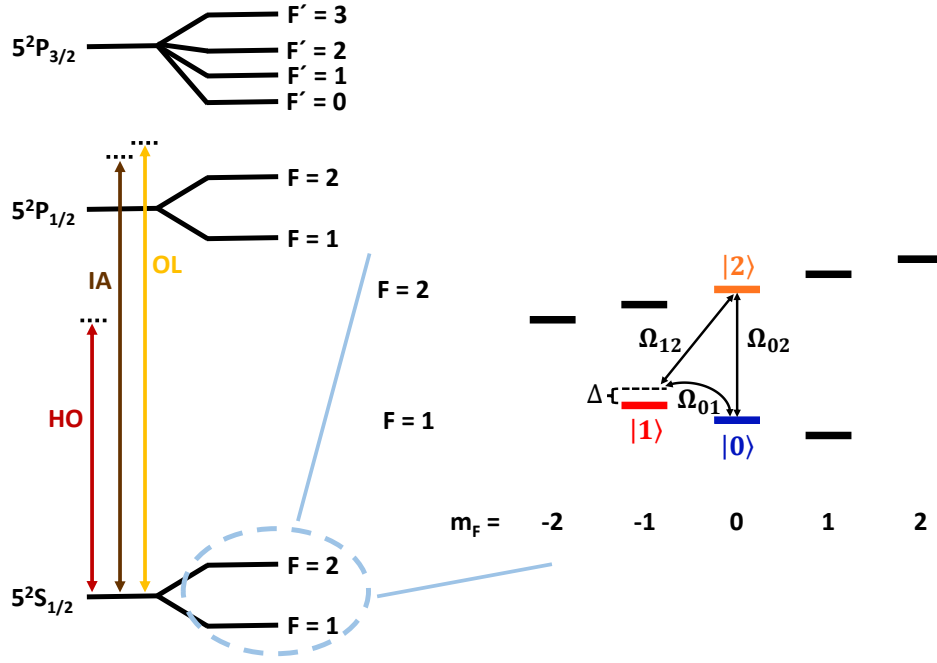 5²P₃/₂
F´ = 3
F´ = 2
F´ = 1
F´ = 0
5²P₁/₂
F = 2
F = 1
IA
OL
HO
5²S₁/₂
F = 2
F = 1
F = 2
F = 1
|2⟩
Ω₁₂
Ω₀₂
Δ
Ω₀₁
|1⟩
|0⟩
m_F = -2 -1 0 1 2